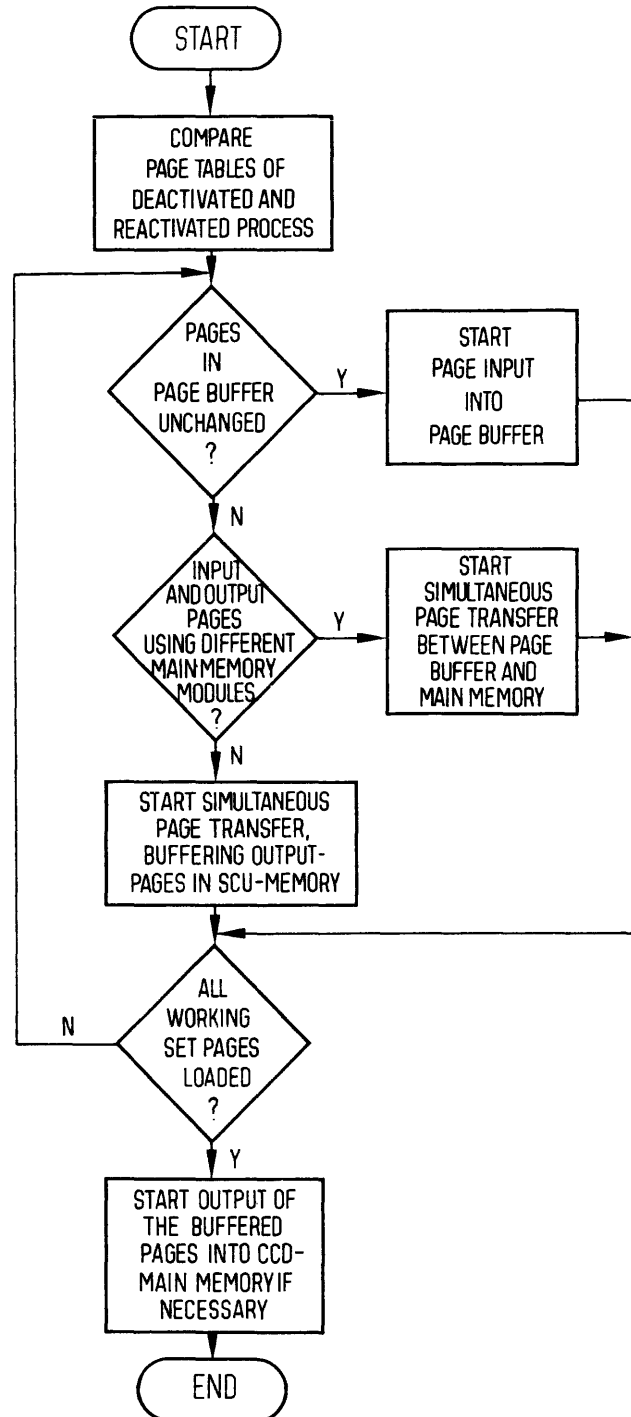 START
COMPARE
PAGE TABLES OF
DEACTIVATED AND
REACTIVATED PROCESS
PAGES
IN
PAGE BUFFER
UNCHANGED
?
Y
START
PAGE INPUT
INTO
PAGE BUFFER
N
INPUT
AND OUTPUT
PAGES
USING DIFFERENT
MAIN-MEMORY
MODULES
?
Y
START
SIMULTANEOUS
PAGE TRANSFER
BETWEEN PAGE
BUFFER AND
MAIN MEMORY
N
START SIMULTANEOUS
PAGE TRANSFER,
BUFFERING OUTPUT-
PAGES IN SCU-MEMORY
ALL
WORKING
SET PAGES
LOADED
?
N
Y
START OUTPUT OF
THE BUFFERED
PAGES INTO CCD-
MAIN MEMORY IF
NECESSARY
END